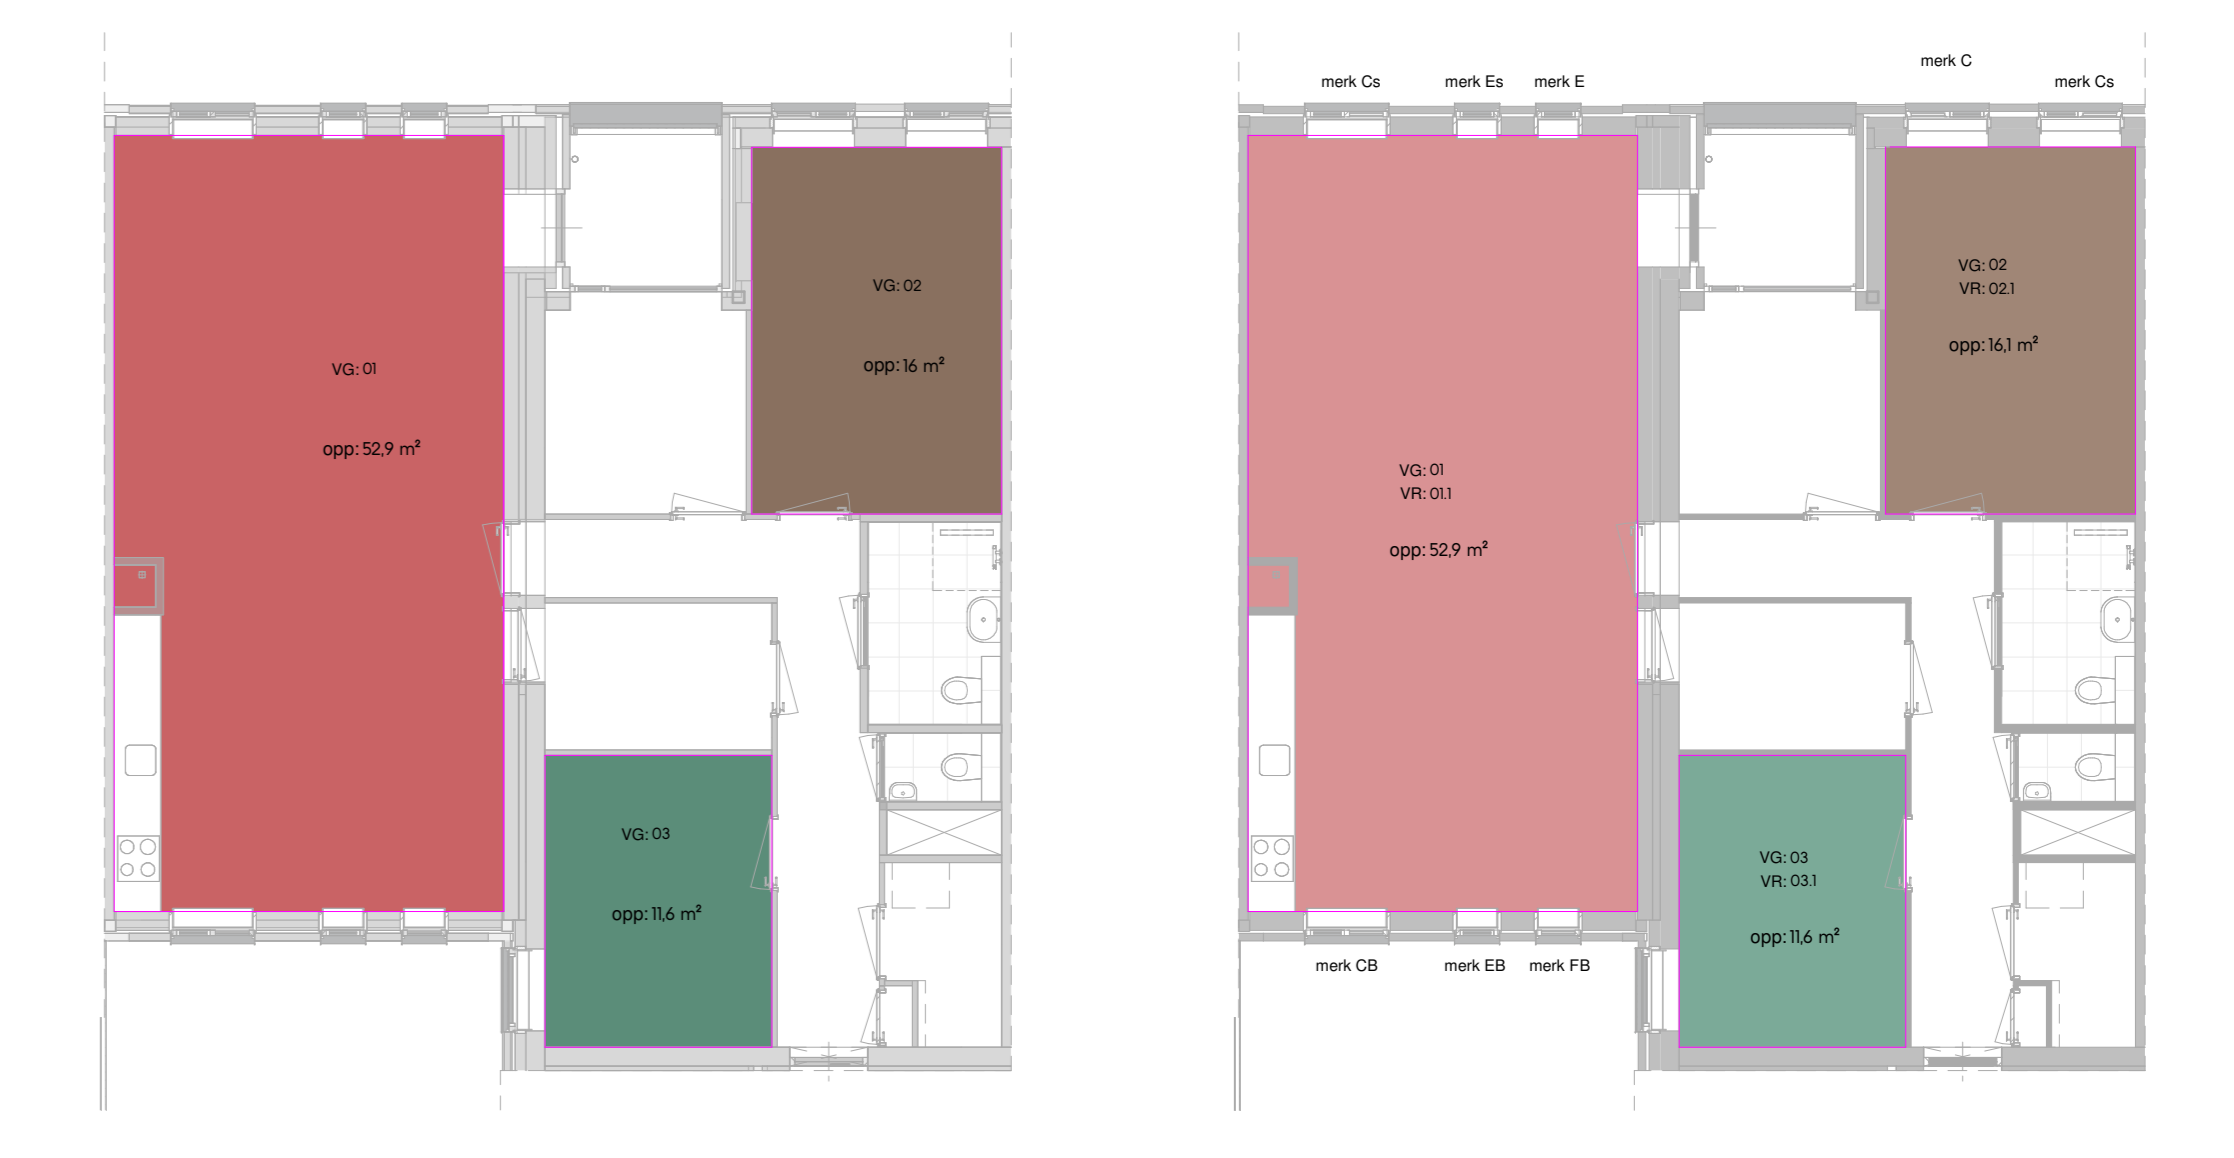 VG: 01
opp: 52,9 m²
VG: 02
opp: 16 m²
VG: 03
opp: 11,6 m²
merk Cs
merk Es
merk E
merk C
merk Cs
VG: 01
VR: 01.1
opp: 52,9 m²
VG: 02
VR: 02.1
opp: 16,1 m²
VG: 03
VR: 03.1
opp: 11,6 m²
merk CB
merk EB
merk FB